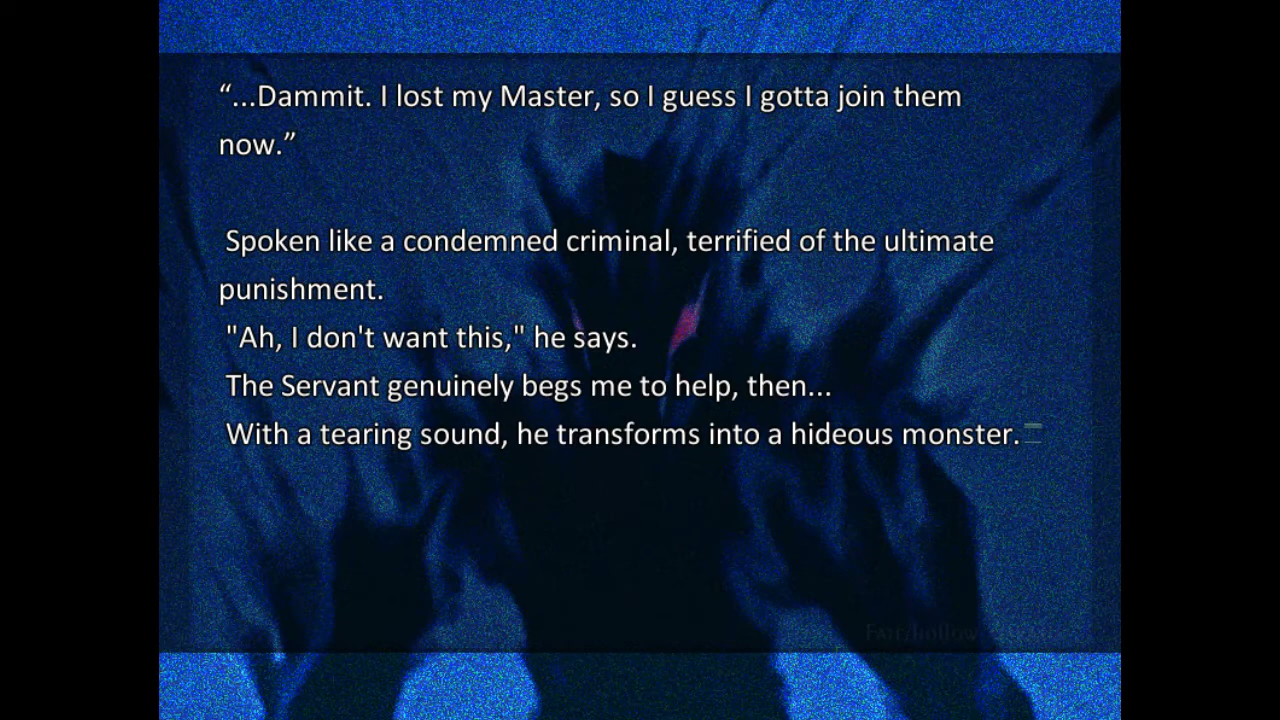 “...Dammit. I lost my Master, so I guess I gotta join them
now.”
Spoken like a condemned criminal, terrified of the ultimate
punishment.
"Ah, I don't want this," he says.
The Servant genuinely begs me to help, then...
With a tearing sound, he transforms into a hideous monster.
Fate/hollow